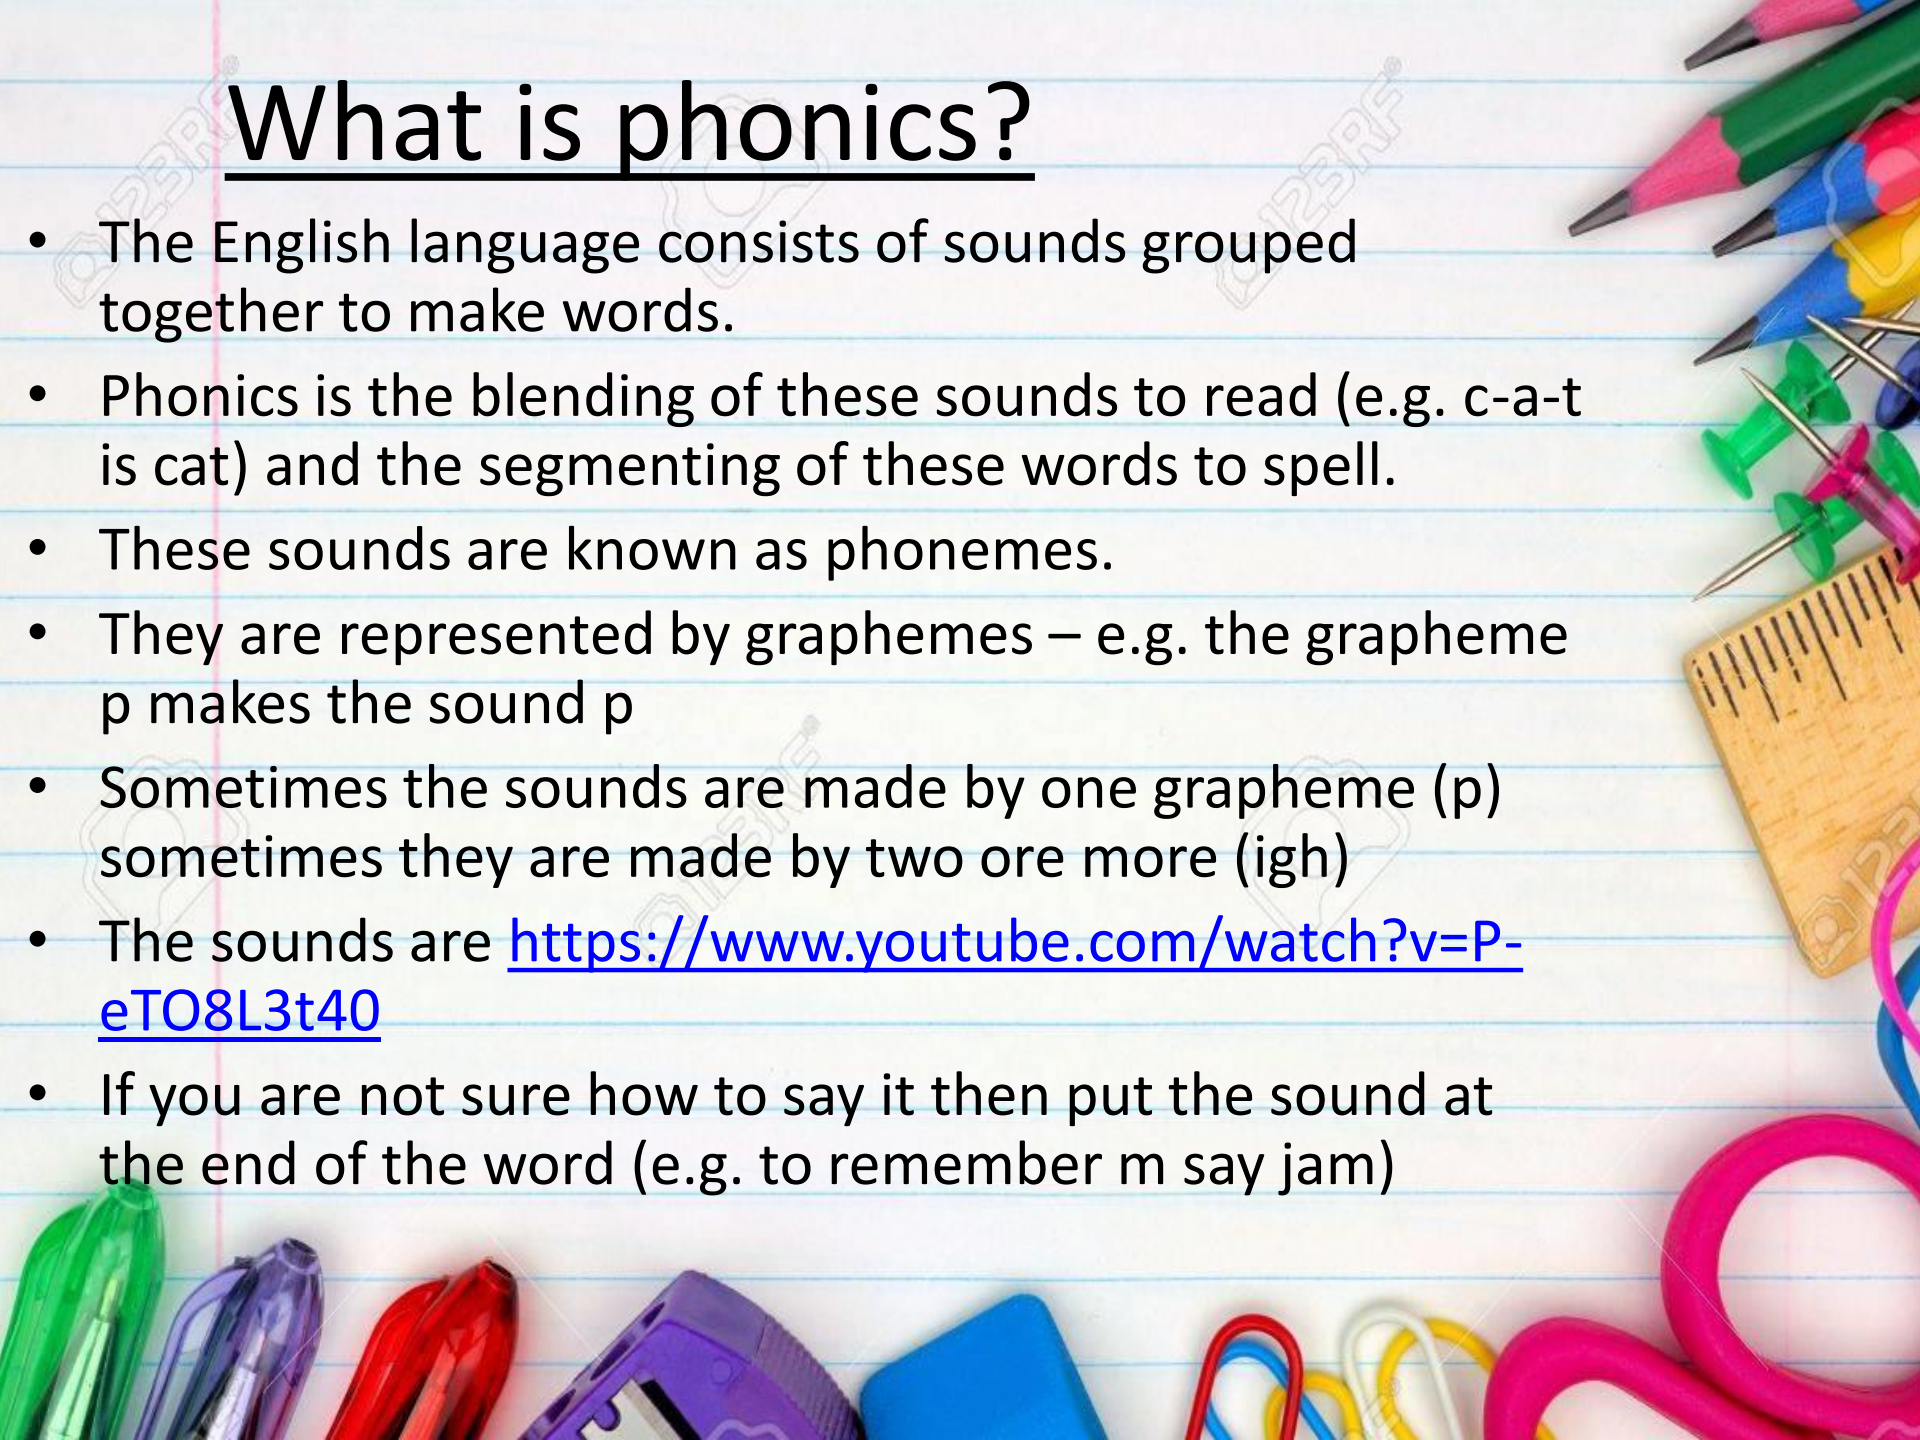 What is phonics?
• The English language consists of sounds grouped
together to make words.
• Phonics is the blending of these sounds to read (e.g. c-a-t
is cat) and the segmenting of these words to spell.
• These sounds are known as phonemes.
• They are represented by graphemes – e.g. the grapheme
p makes the sound p
• Sometimes the sounds are made by one grapheme (p)
sometimes they are made by two ore more (igh)
• The sounds are https://www.youtube.com/watch?v=P-
eTO8L3t40
• If you are not sure how to say it then put the sound at
the end of the word (e.g. to remember m say jam)
123RF
123RF
123RF